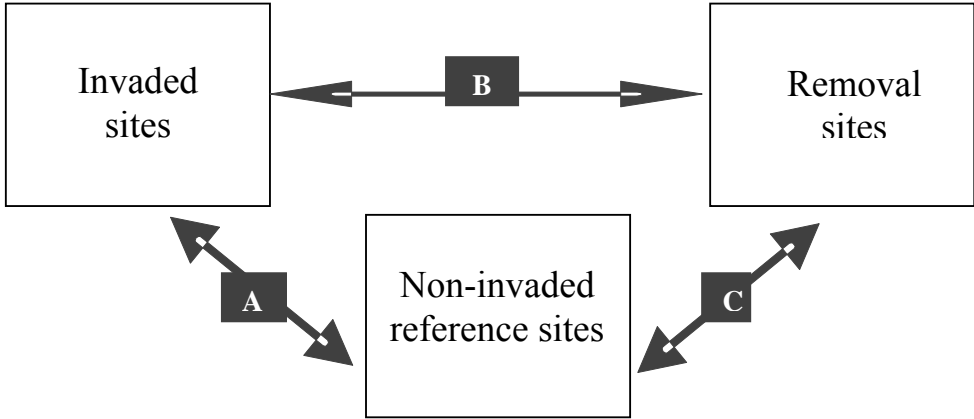 Invaded
sites
B
Removal
sites
Non-invaded
reference sites
A
C